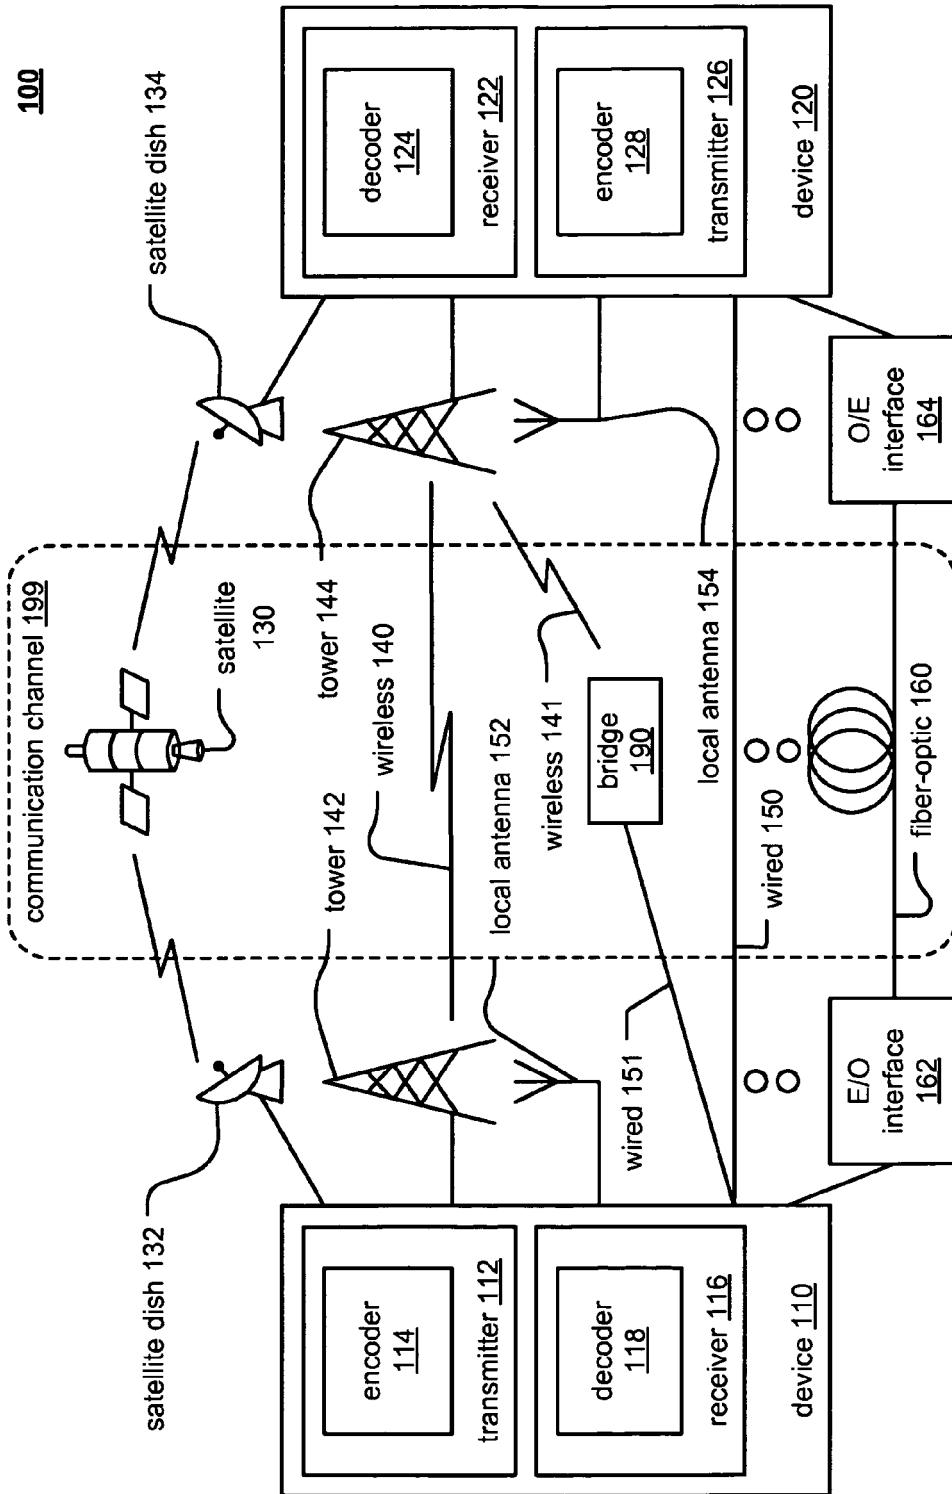 100
communication channel 199
satellite
130
satellite dish 132
satellite dish 134
tower 142
tower 144
wireless 140
local antenna 152
local antenna 154
wireless 141
bridge
190
wired 151
wired 150
fiber-optic 160
E/O
interface
162
O/E
interface
164
encoder
114
transmitter 112
decoder
118
receiver 116
device 110
decoder
124
receiver 122
encoder
128
transmitter 126
device 120